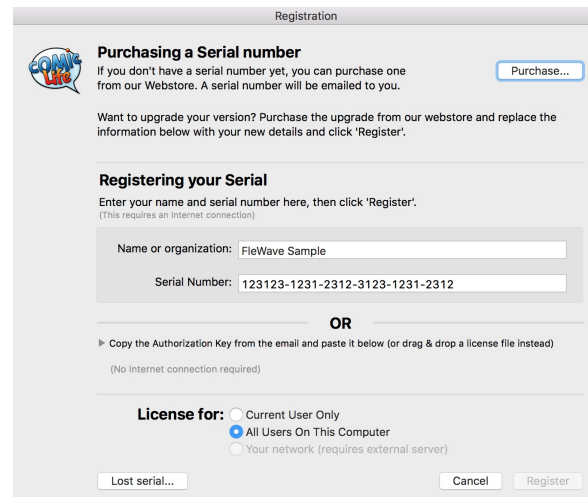 Registration
COMIC
Life
Purchasing a Serial number
If you don't have a serial number yet, you can purchase one
from our Webstore. A serial number will be emailed to you.
Purchase...
Want to upgrade your version? Purchase the upgrade from our webstore and replace the
information below with your new details and click 'Register'.
Registering your Serial
Enter your name and serial number here, then click 'Register'.
(This requires an Internet connection)
Name or organization: FleWave Sample
Serial Number: 123123-1231-2312-3123-1231-2312
OR
Copy the Authorization Key from the email and paste it below (or drag & drop a license file instead)
(No Internet connection required)
License for: Current User Only
All Users On This Computer
Your network (requires external server)
Lost serial... Cancel Register